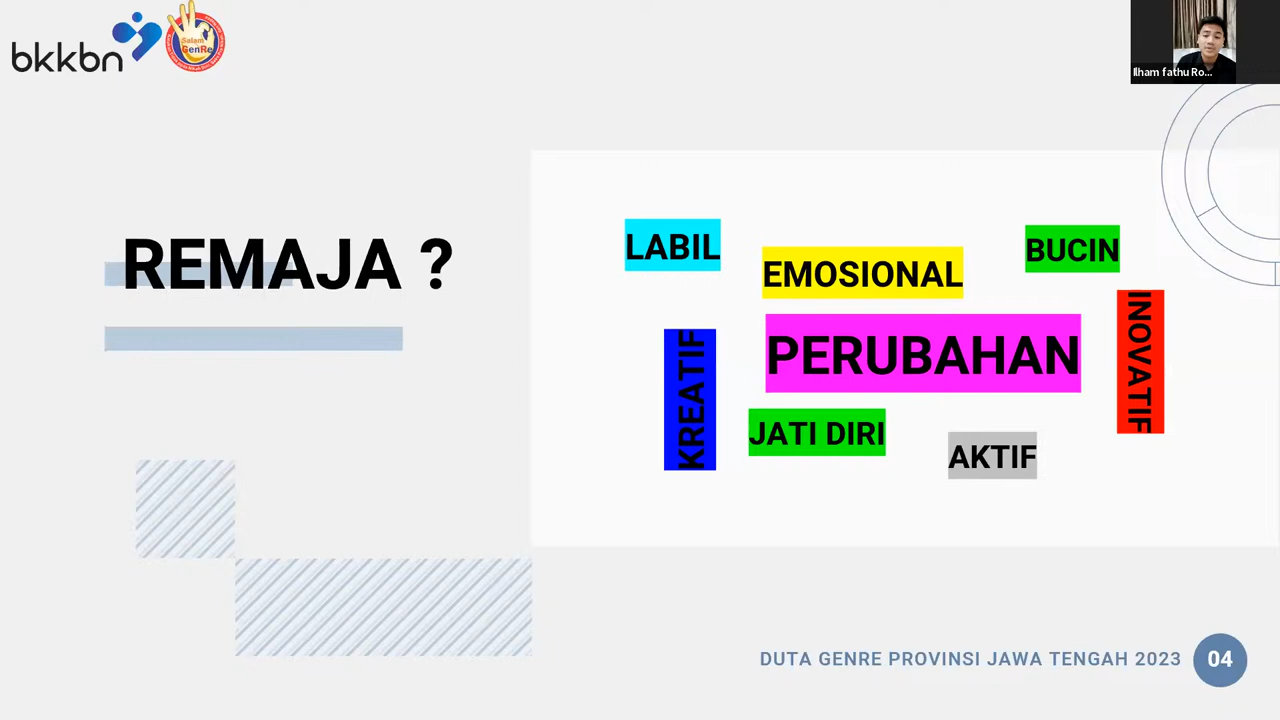 bkkbn
Salam
GenRe
Ilham fathu Ro...
REMAJA ?
LABIL
EMOSIONAL
BUCIN
INOVATIF
KREATIF
PERUBAHAN
JATI DIRI
AKTIF
DUTA GENRE PROVINSI JAWA TENGAH 2023
04